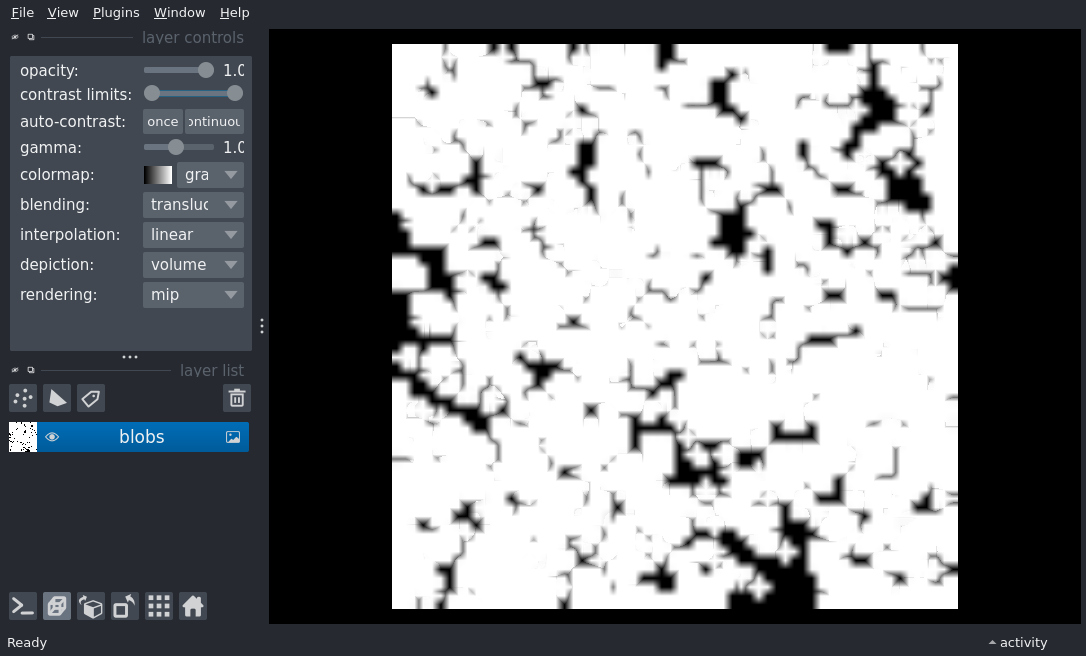 File View Plugins Window Help
layer controls
opacity: 1.0
contrast limits:
auto-contrast: once ontinuou
gamma: 1.0
colormap: gra
blending: transluc
interpolation: linear
depiction: volume
rendering: mip
layer list
blobs
Ready
activity